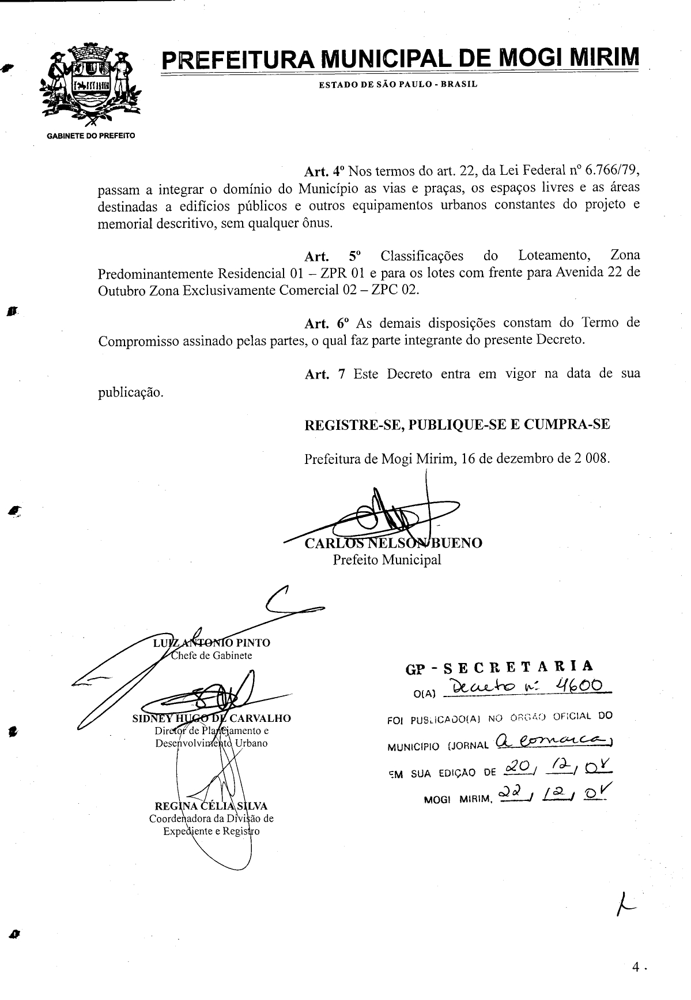 PREFEITURA MUNICIPAL DE MOGI MIRIM
ESTADO DE SÃO PAULO - BRASIL
GABINETE DO PREFEITO
Art. 4º Nos termos do art. 22, da Lei Federal nº 6.766/79,
passam a integrar o domínio do Município as vias e praças, os espaços livres e as áreas
destinadas a edifícios públicos e outros equipamentos urbanos constantes do projeto e
memorial descritivo, sem qualquer ônus.
Art. 5º Classificações do Loteamento, Zona
Predominantemente Residencial 01 – ZPR 01 e para os lotes com frente para Avenida 22 de
Outubro Zona Exclusivamente Comercial 02 – ZPC 02.
Art. 6º As demais disposições constam do Termo de
Compromisso assinado pelas partes, o qual faz parte integrante do presente Decreto.
Art. 7 Este Decreto entra em vigor na data de sua
publicação.
REGISTRE-SE, PUBLIQUE-SE E CUMPRA-SE
Prefeitura de Mogi Mirim, 16 de dezembro de 2 008.
CARLOS NELSON BUENO
Prefeito Municipal
LUIZ ANTONIO PINTO
Chefe de Gabinete
SIDNEY HUGO DE CARVALHO
Diretor de Planejamento e
Desenvolvimento Urbano
REGINA CÉLIA SILVA
Coordenadora da Divisão de
Expediente e Registro
GP - SECRETARIA
O(A) Decreto nº 4600
FOI PUBLICADO(A) NO ÓRGÃO OFICIAL DO
MUNICÍPIO (JORNAL A Comarca)
EM SUA EDIÇÃO DE 20/12/08
MOGI MIRIM, 22/12/08
4